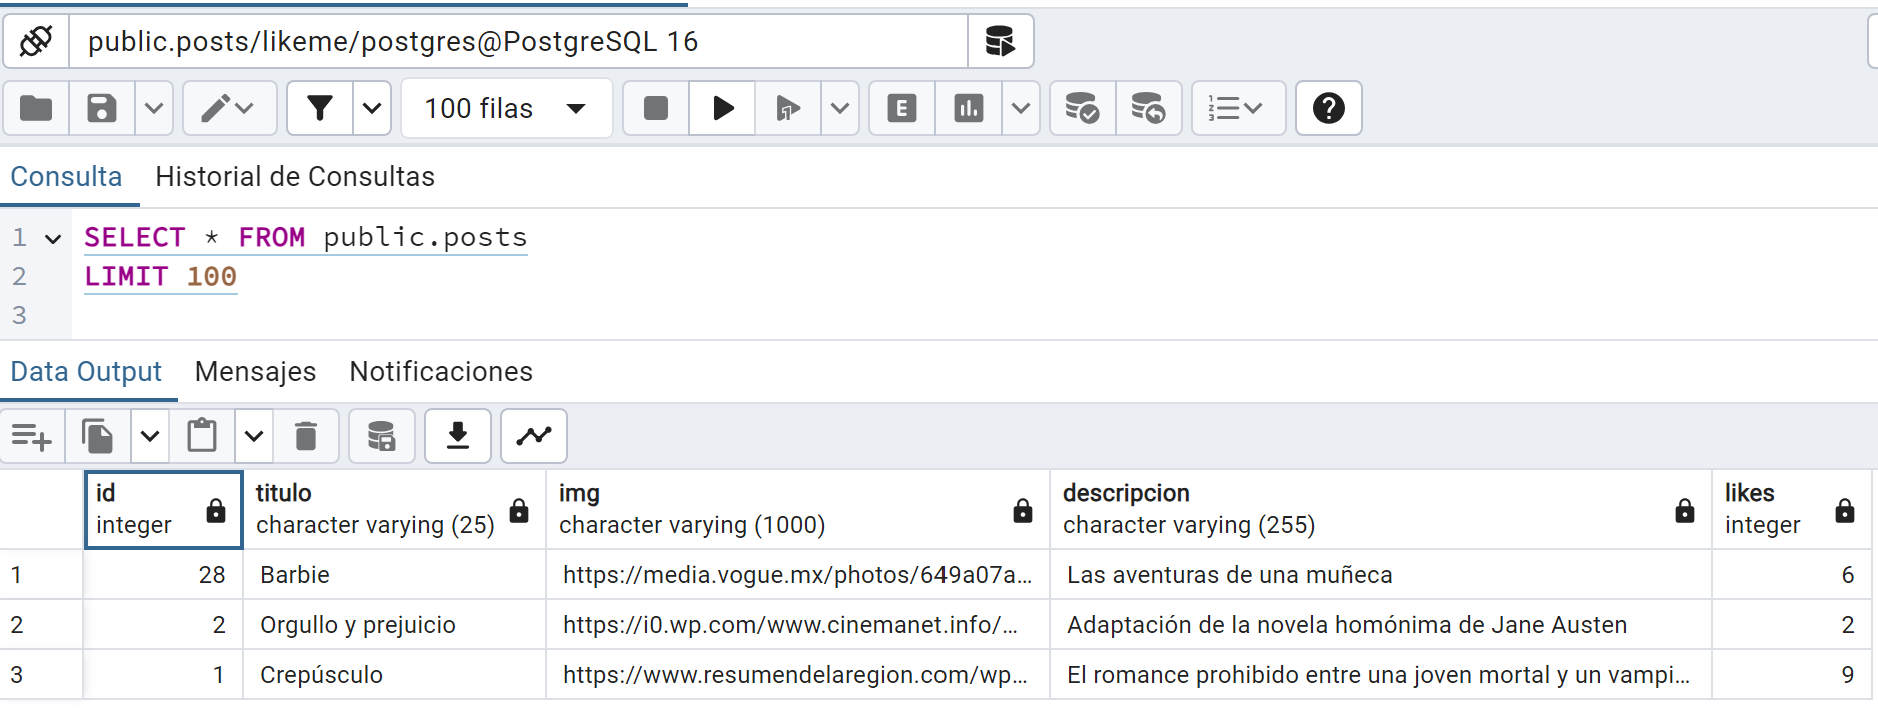 public.posts/likeme/postgres@PostgreSQL 16
100 filas
E
Consulta Historial de Consultas
1 SELECT * FROM public.posts
2 LIMIT 100
3
Data Output Mensajes Notificaciones
id titulo img descripcion likes
integer character varying (25) character varying (1000) character varying (255) integer
1 28 Barbie https://media.vogue.mx/photos/649a07a... Las aventuras de una muñeca 6
2 2 Orgullo y prejuicio https://i0.wp.com/www.cinemanet.info/... Adaptación de la novela homónima de Jane Austen 2
3 1 Crepúsculo https://www.resumendelaregion.com/wp... El romance prohibido entre una joven mortal y un vampi... 9